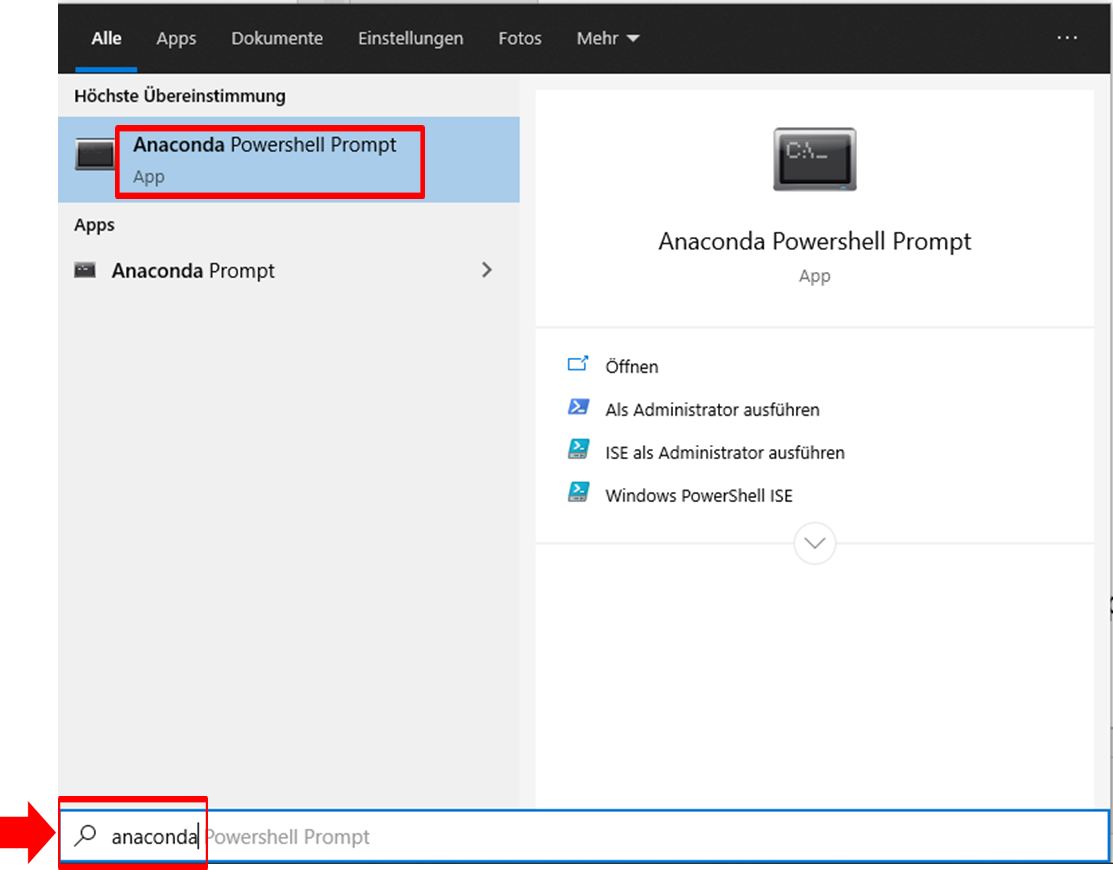 Alle Apps Dokumente Einstellungen Fotos Mehr ...
Höchste Übereinstimmung
Anaconda Powershell Prompt
App
Apps
Anaconda Prompt
C:\_
Anaconda Powershell Prompt
App
Öffnen
Als Administrator ausführen
ISE als Administrator ausführen
Windows PowerShell ISE
anaconda Powershell Prompt